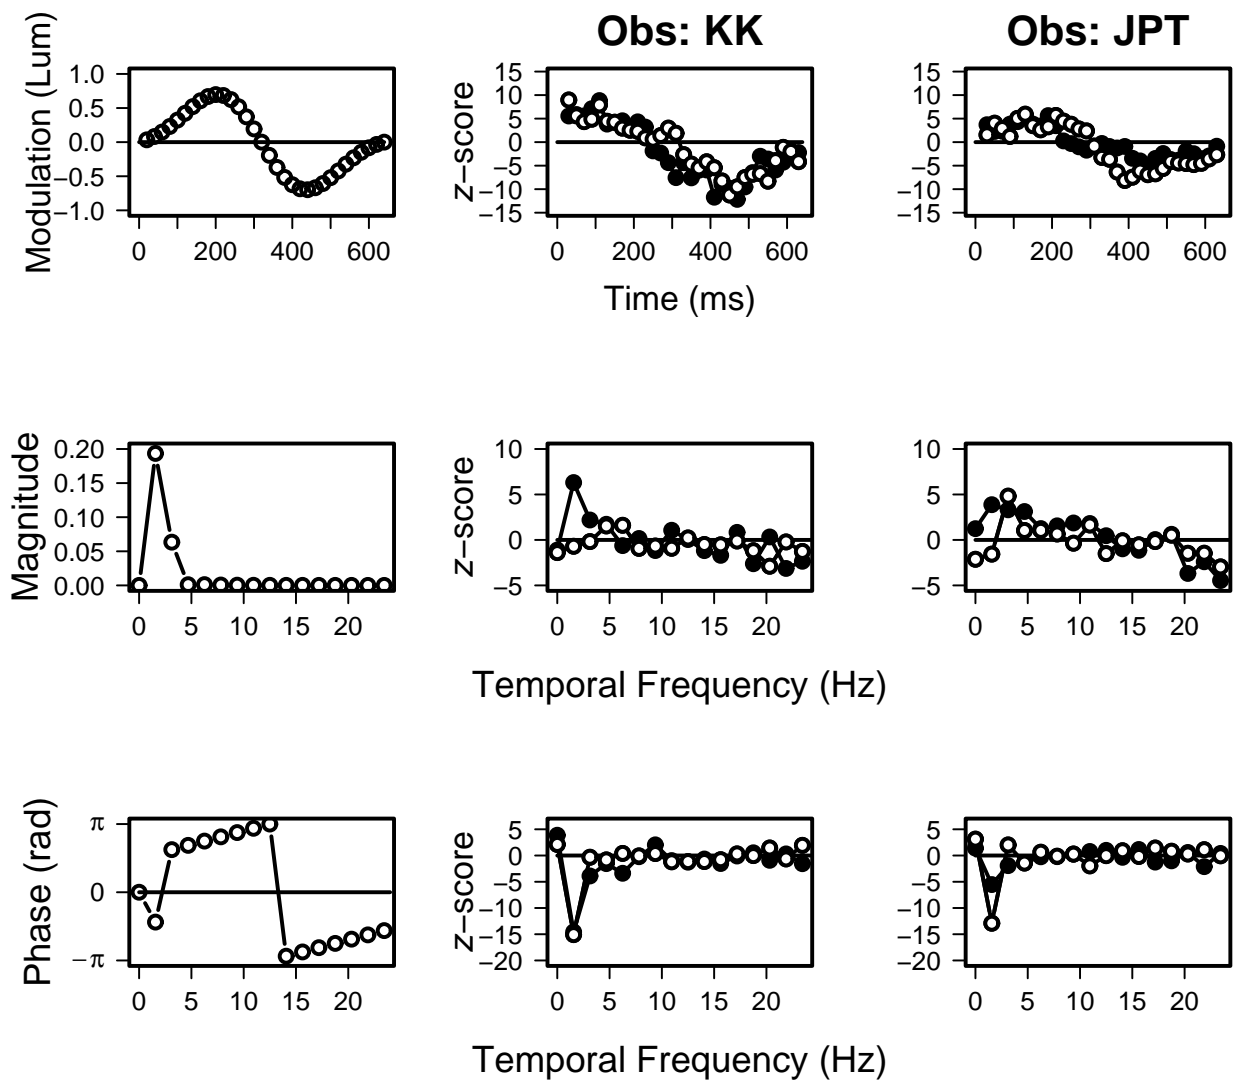 Obs: KK
Obs: JPT
Modulation (Lum)
1.0
0.5
0.0
−0.5
−1.0
0 200 400 600
z−score
15
10
5
0
−5
−10
−15
0 200 400 600
15
10
5
0
−5
−10
−15
0 200 400 600
Time (ms)
Magnitude
0.20
0.15
0.10
0.05
0.00
0 5 10 15 20
z−score
10
5
0
−5
0 5 10 15 20
10
5
0
−5
0 5 10 15 20
Temporal Frequency (Hz)
Phase (rad)
π
0
−π
0 5 10 15 20
z−score
5
0
−5
−10
−15
−20
0 5 10 15 20
5
0
−5
−10
−15
−20
0 5 10 15 20
Temporal Frequency (Hz)